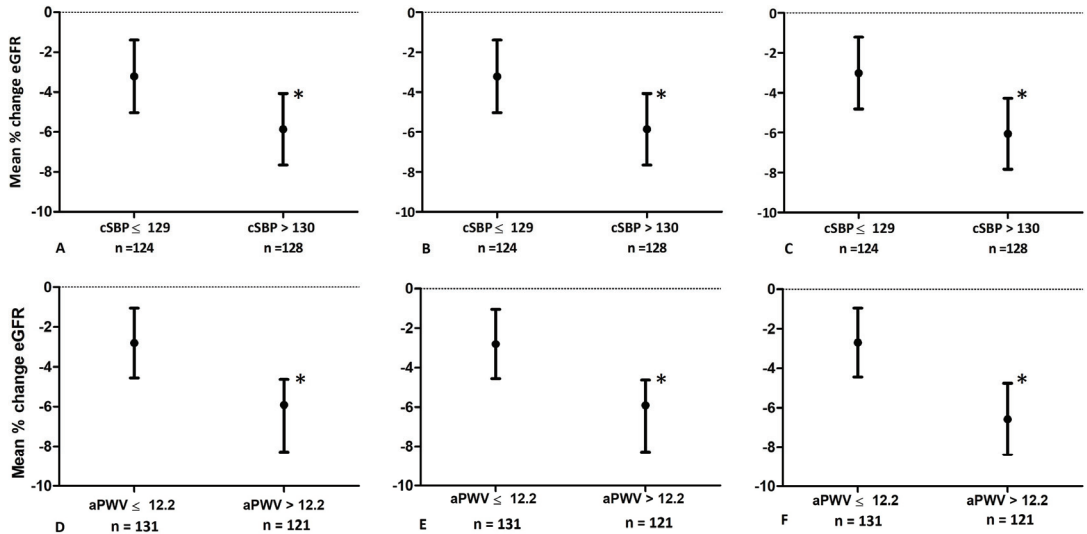 Mean % change eGFR
0
-2
-4
-6
-8
-10
*
cSBP ≤ 129
cSBP > 130
A
n =124
n =128
0
-2
-4
-6
-8
-10
*
cSBP ≤ 129
cSBP > 130
B
n =124
n =128
0
-2
-4
-6
-8
-10
*
cSBP ≤ 129
cSBP > 130
C
n =124
n =128
Mean % change eGFR
0
-2
-4
-6
-8
-10
*
aPWV ≤ 12.2
aPWV > 12.2
D
n = 131
n = 121
0
-2
-4
-6
-8
-10
*
aPWV ≤ 12.2
aPWV > 12.2
E
n = 131
n = 121
0
-2
-4
-6
-8
-10
*
aPWV ≤ 12.2
aPWV > 12.2
F
n = 131
n = 121